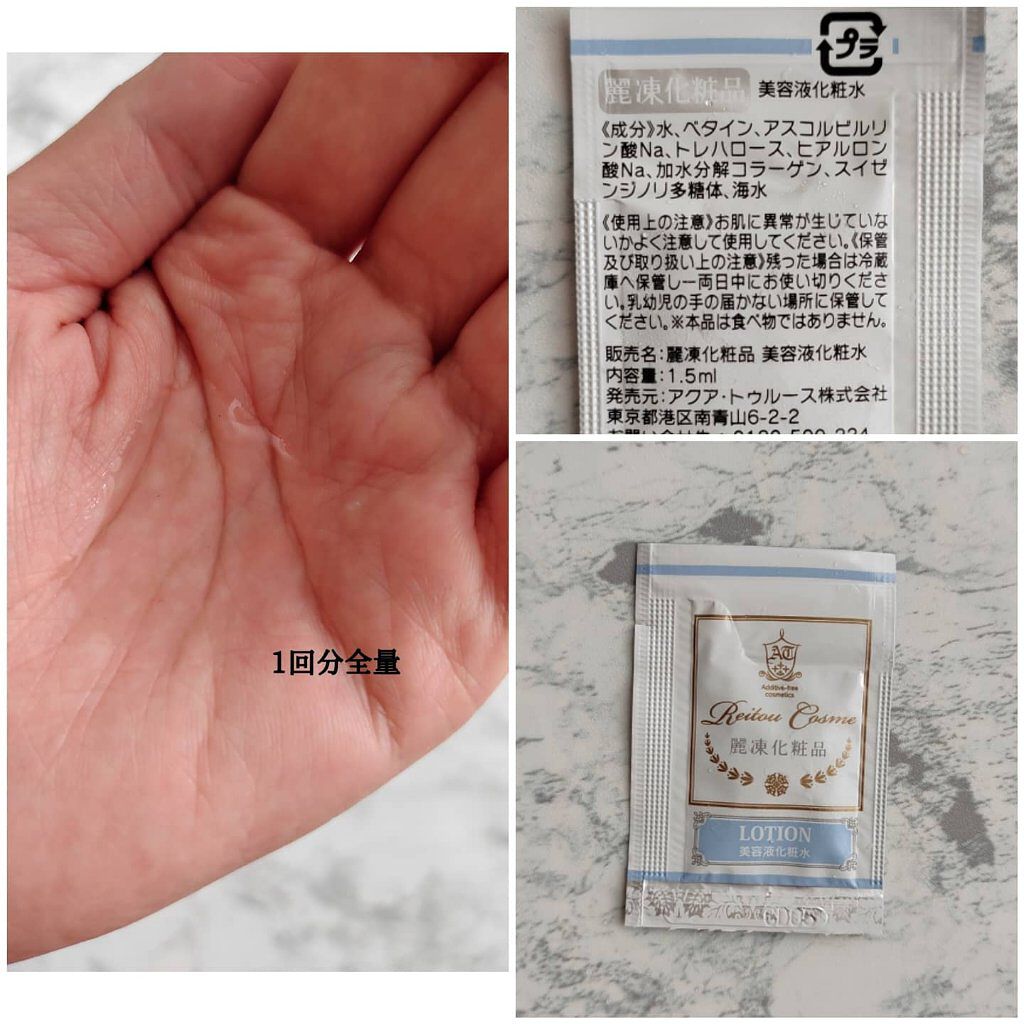 1回分全量
プラ
麗凍化粧品 美容液化粧水
《成分》水、ベタイン、アスコルビルリ
ン酸Na、トレハロース、ヒアルロン
酸Na、加水分解コラーゲン、スイゼ
ンジノリ多糖体、海水
《使用上の注意》お肌に異常が生じていな
いかよく注意して使用してください。《保管
及び取り扱い上の注意》残った場合は冷蔵
庫へ保管し一両日中にお使い切りくださ
い。乳幼児の手の届かない場所に保管して
ください。※本品は食べ物ではありません。
販売名:麗凍化粧品 美容液化粧水
内容量:1.5ml
発売元:アクア・トゥルース株式会社
東京都港区南青山6-2-2
AT
Additive-free
cosmetics
Reitou Cosme
麗凍化粧品
LOTION
美容液化粧水